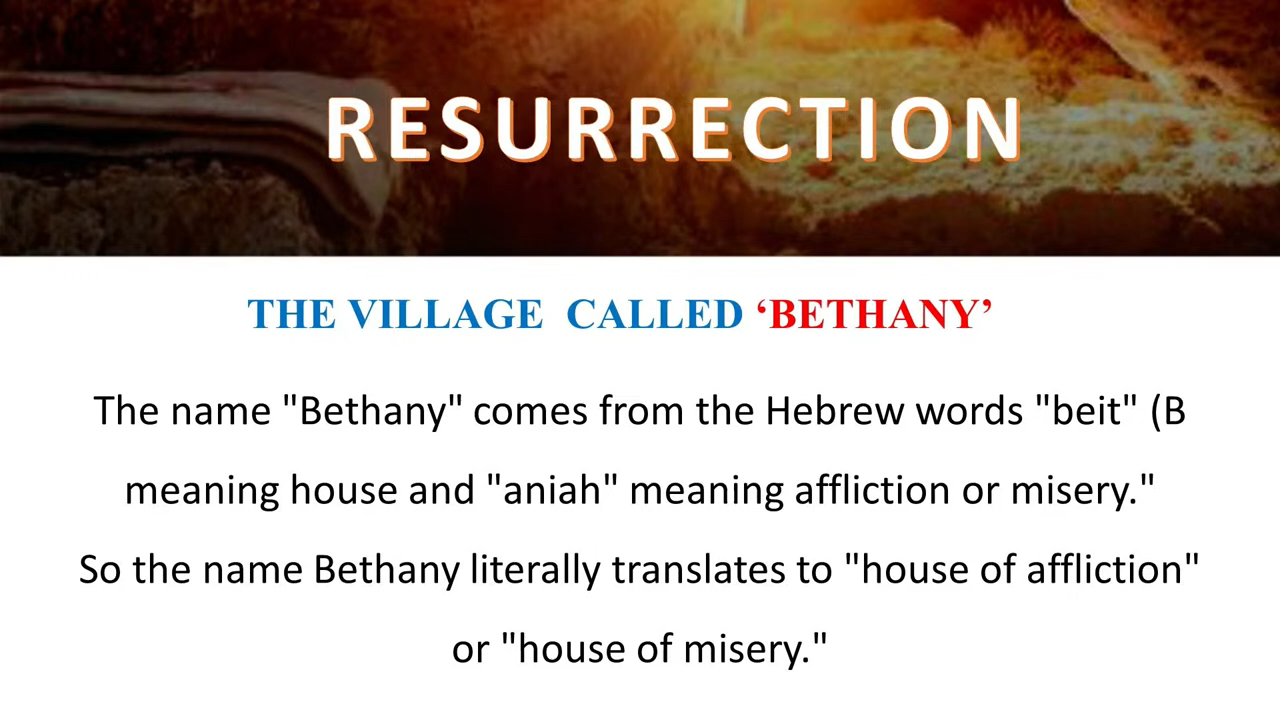 RESURRECTION
THE VILLAGE  CALLED ‘BETHANY’
The name "Bethany" comes from the Hebrew words "beit" (B
meaning house and "aniah" meaning affliction or misery."
So the name Bethany literally translates to "house of affliction"
or "house of misery."